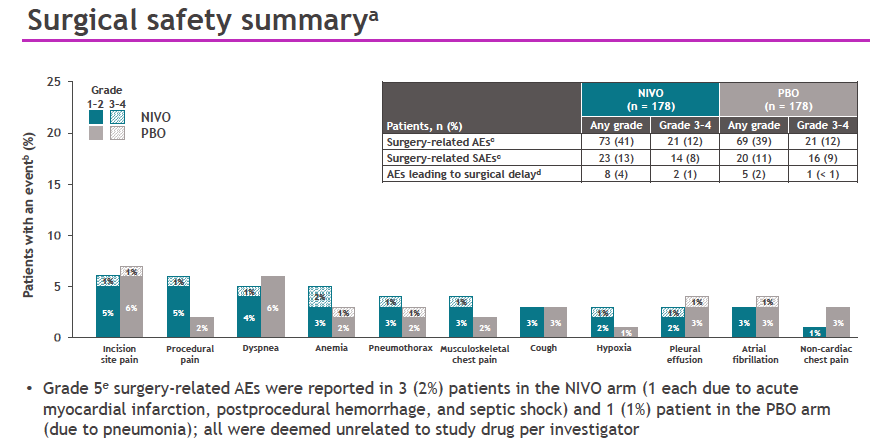 Surgical safety summaryᵃ
Patients with an eventᵇ (%)
25
20
15
10
5
0
Grade
1–2 3–4
NIVO
PBO
NIVO (n = 178) PBO (n = 178)
Patients, n (%) Any grade Grade 3–4 Any grade Grade 3–4
Surgery-related AEsᶜ 73 (41) 21 (12) 69 (39) 21 (12)
Surgery-related SAEsᶜ 23 (13) 14 (8) 20 (11) 16 (9)
AEs leading to surgical delayᵈ 8 (4) 2 (1) 5 (2) 1 (< 1)
1% 1% 1% 1% 2% 1% 1% 1% 1% 1% 1% 1% 1%
5% 6% 5% 2% 4% 6% 3% 2% 3% 2% 3% 2% 3% 3% 2% 1% 2% 3% 3% 3% 1% 3%
Incision site pain
Procedural pain
Dyspnea
Anemia
Pneumothorax
Musculoskeletal chest pain
Cough
Hypoxia
Pleural effusion
Atrial fibrillation
Non-cardiac chest pain
• Grade 5ᵉ surgery-related AEs were reported in 3 (2%) patients in the NIVO arm (1 each due to acute
myocardial infarction, postprocedural hemorrhage, and septic shock) and 1 (1%) patient in the PBO arm
(due to pneumonia); all were deemed unrelated to study drug per investigator